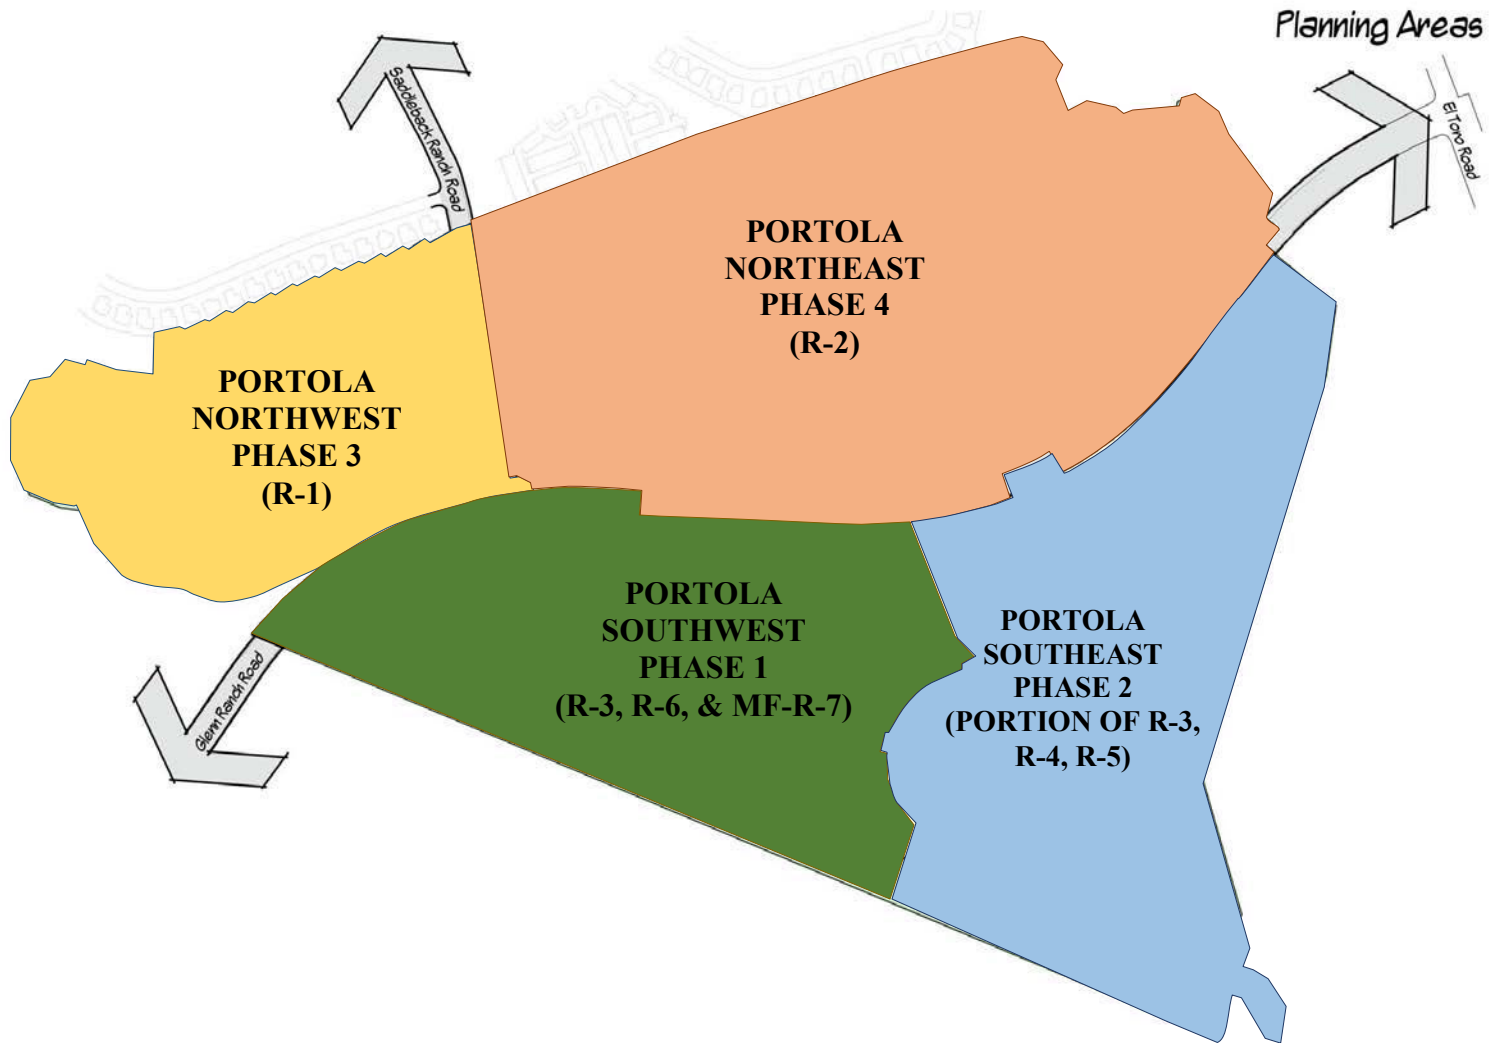 Planning Areas
Saddleback Ranch Road
El Toro Road
PORTOLA
NORTHEAST
PHASE 4
(R-2)
PORTOLA
NORTHWEST
PHASE 3
(R-1)
PORTOLA
SOUTHWEST
PHASE 1
(R-3, R-6, & MF-R-7)
PORTOLA
SOUTHEAST
PHASE 2
(PORTION OF R-3,
R-4, R-5)
Glenn Ranch Road